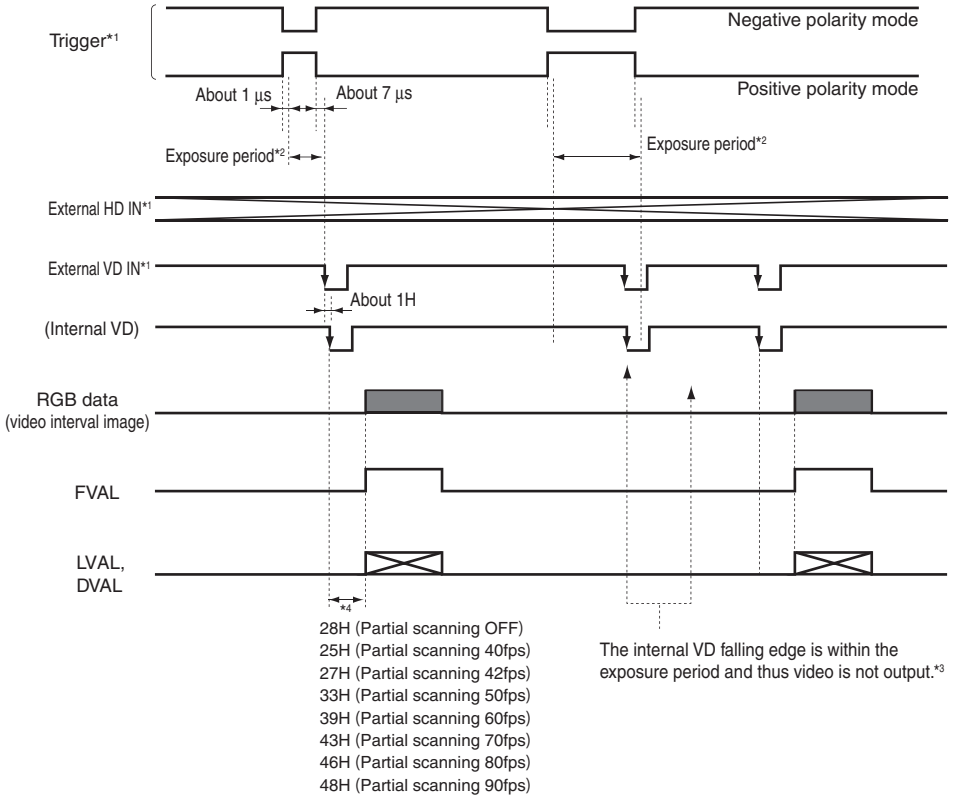 Negative polarity mode
Trigger*1
Positive polarity mode
About 1 μs
About 7 μs
Exposure period*2
Exposure period*2
External HD IN*1
External VD IN*1
About 1H
(Internal VD)
RGB data
(video interval image)
FVAL
LVAL,
DVAL
*4
28H (Partial scanning OFF)
25H (Partial scanning 40fps)
27H (Partial scanning 42fps)
33H (Partial scanning 50fps)
39H (Partial scanning 60fps)
43H (Partial scanning 70fps)
46H (Partial scanning 80fps)
48H (Partial scanning 90fps)
The internal VD falling edge is within the
exposure period and thus video is not output.*3